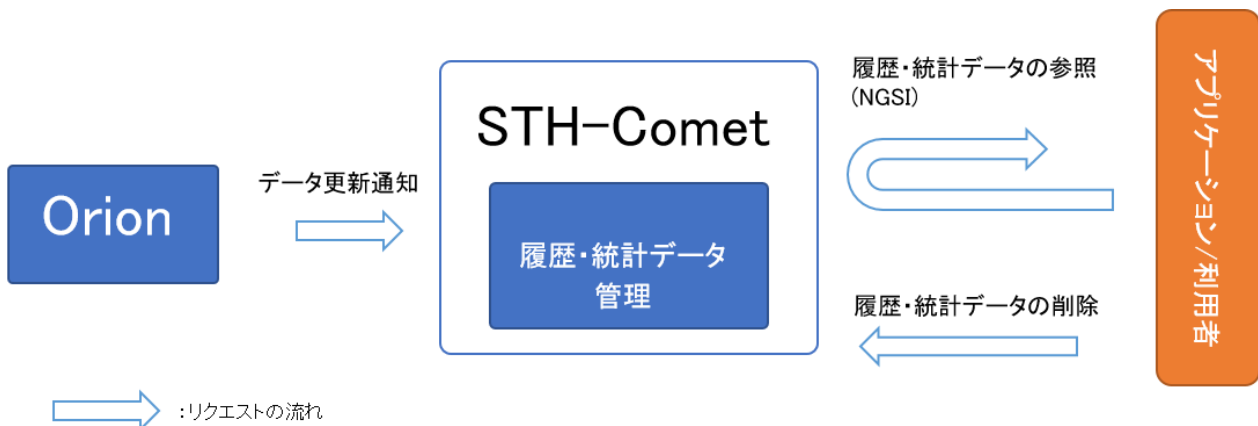 Orion
データ更新通知
STH-Comet
履歴・統計データ
管理
履歴・統計データの参照
(NGSI)
履歴・統計データの削除
アプリケーション/利用者
:リクエストの流れ